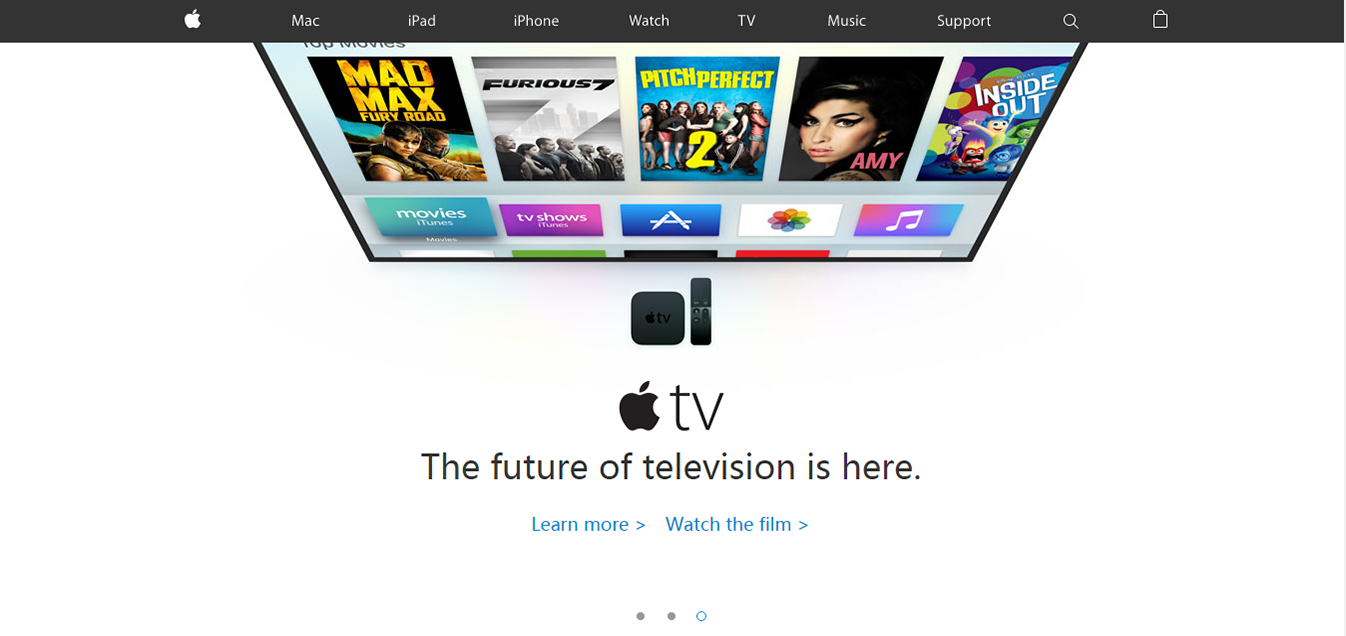 Mac iPad iPhone Watch TV Music Support
Top Movies
MAD MAX FURY ROAD
FURIOUS 7
PITCH PERFECT 2
AMY
INSIDE OUT
movies iTunes
tv shows iTunes
Movies
tv
tv
The future of television is here.
Learn more > Watch the film >